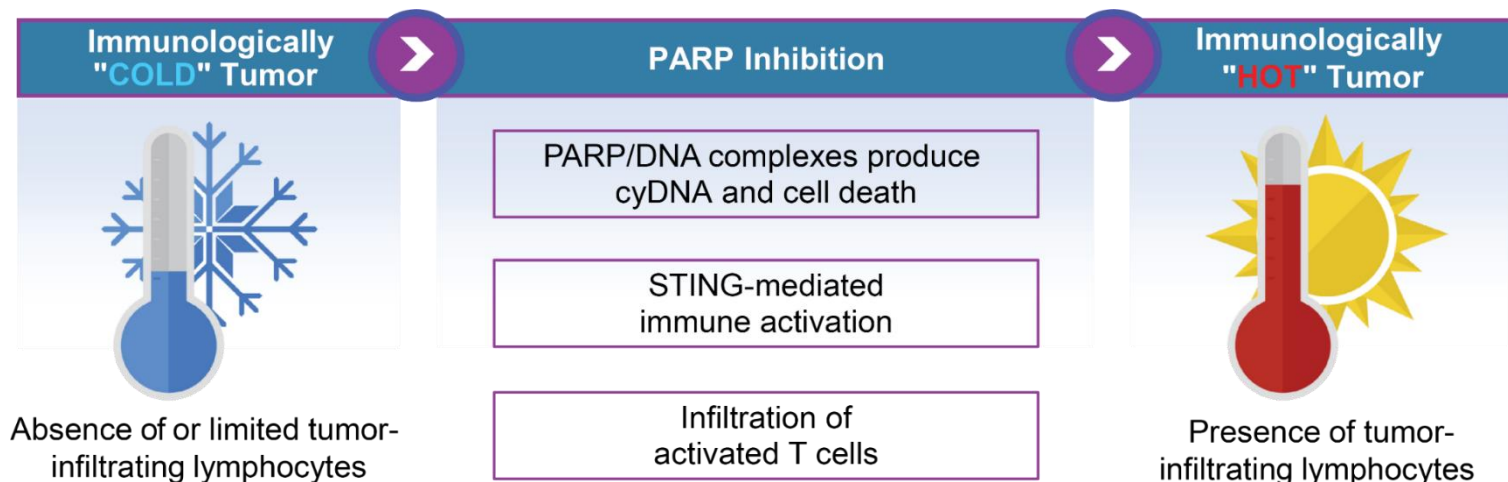 Immunologically
"COLD" Tumor
PARP Inhibition
Immunologically
"HOT" Tumor
PARP/DNA complexes produce
cyDNA and cell death
STING-mediated
immune activation
Infiltration of
activated T cells
Absence of or limited tumor-
infiltrating lymphocytes
Presence of tumor-
infiltrating lymphocytes